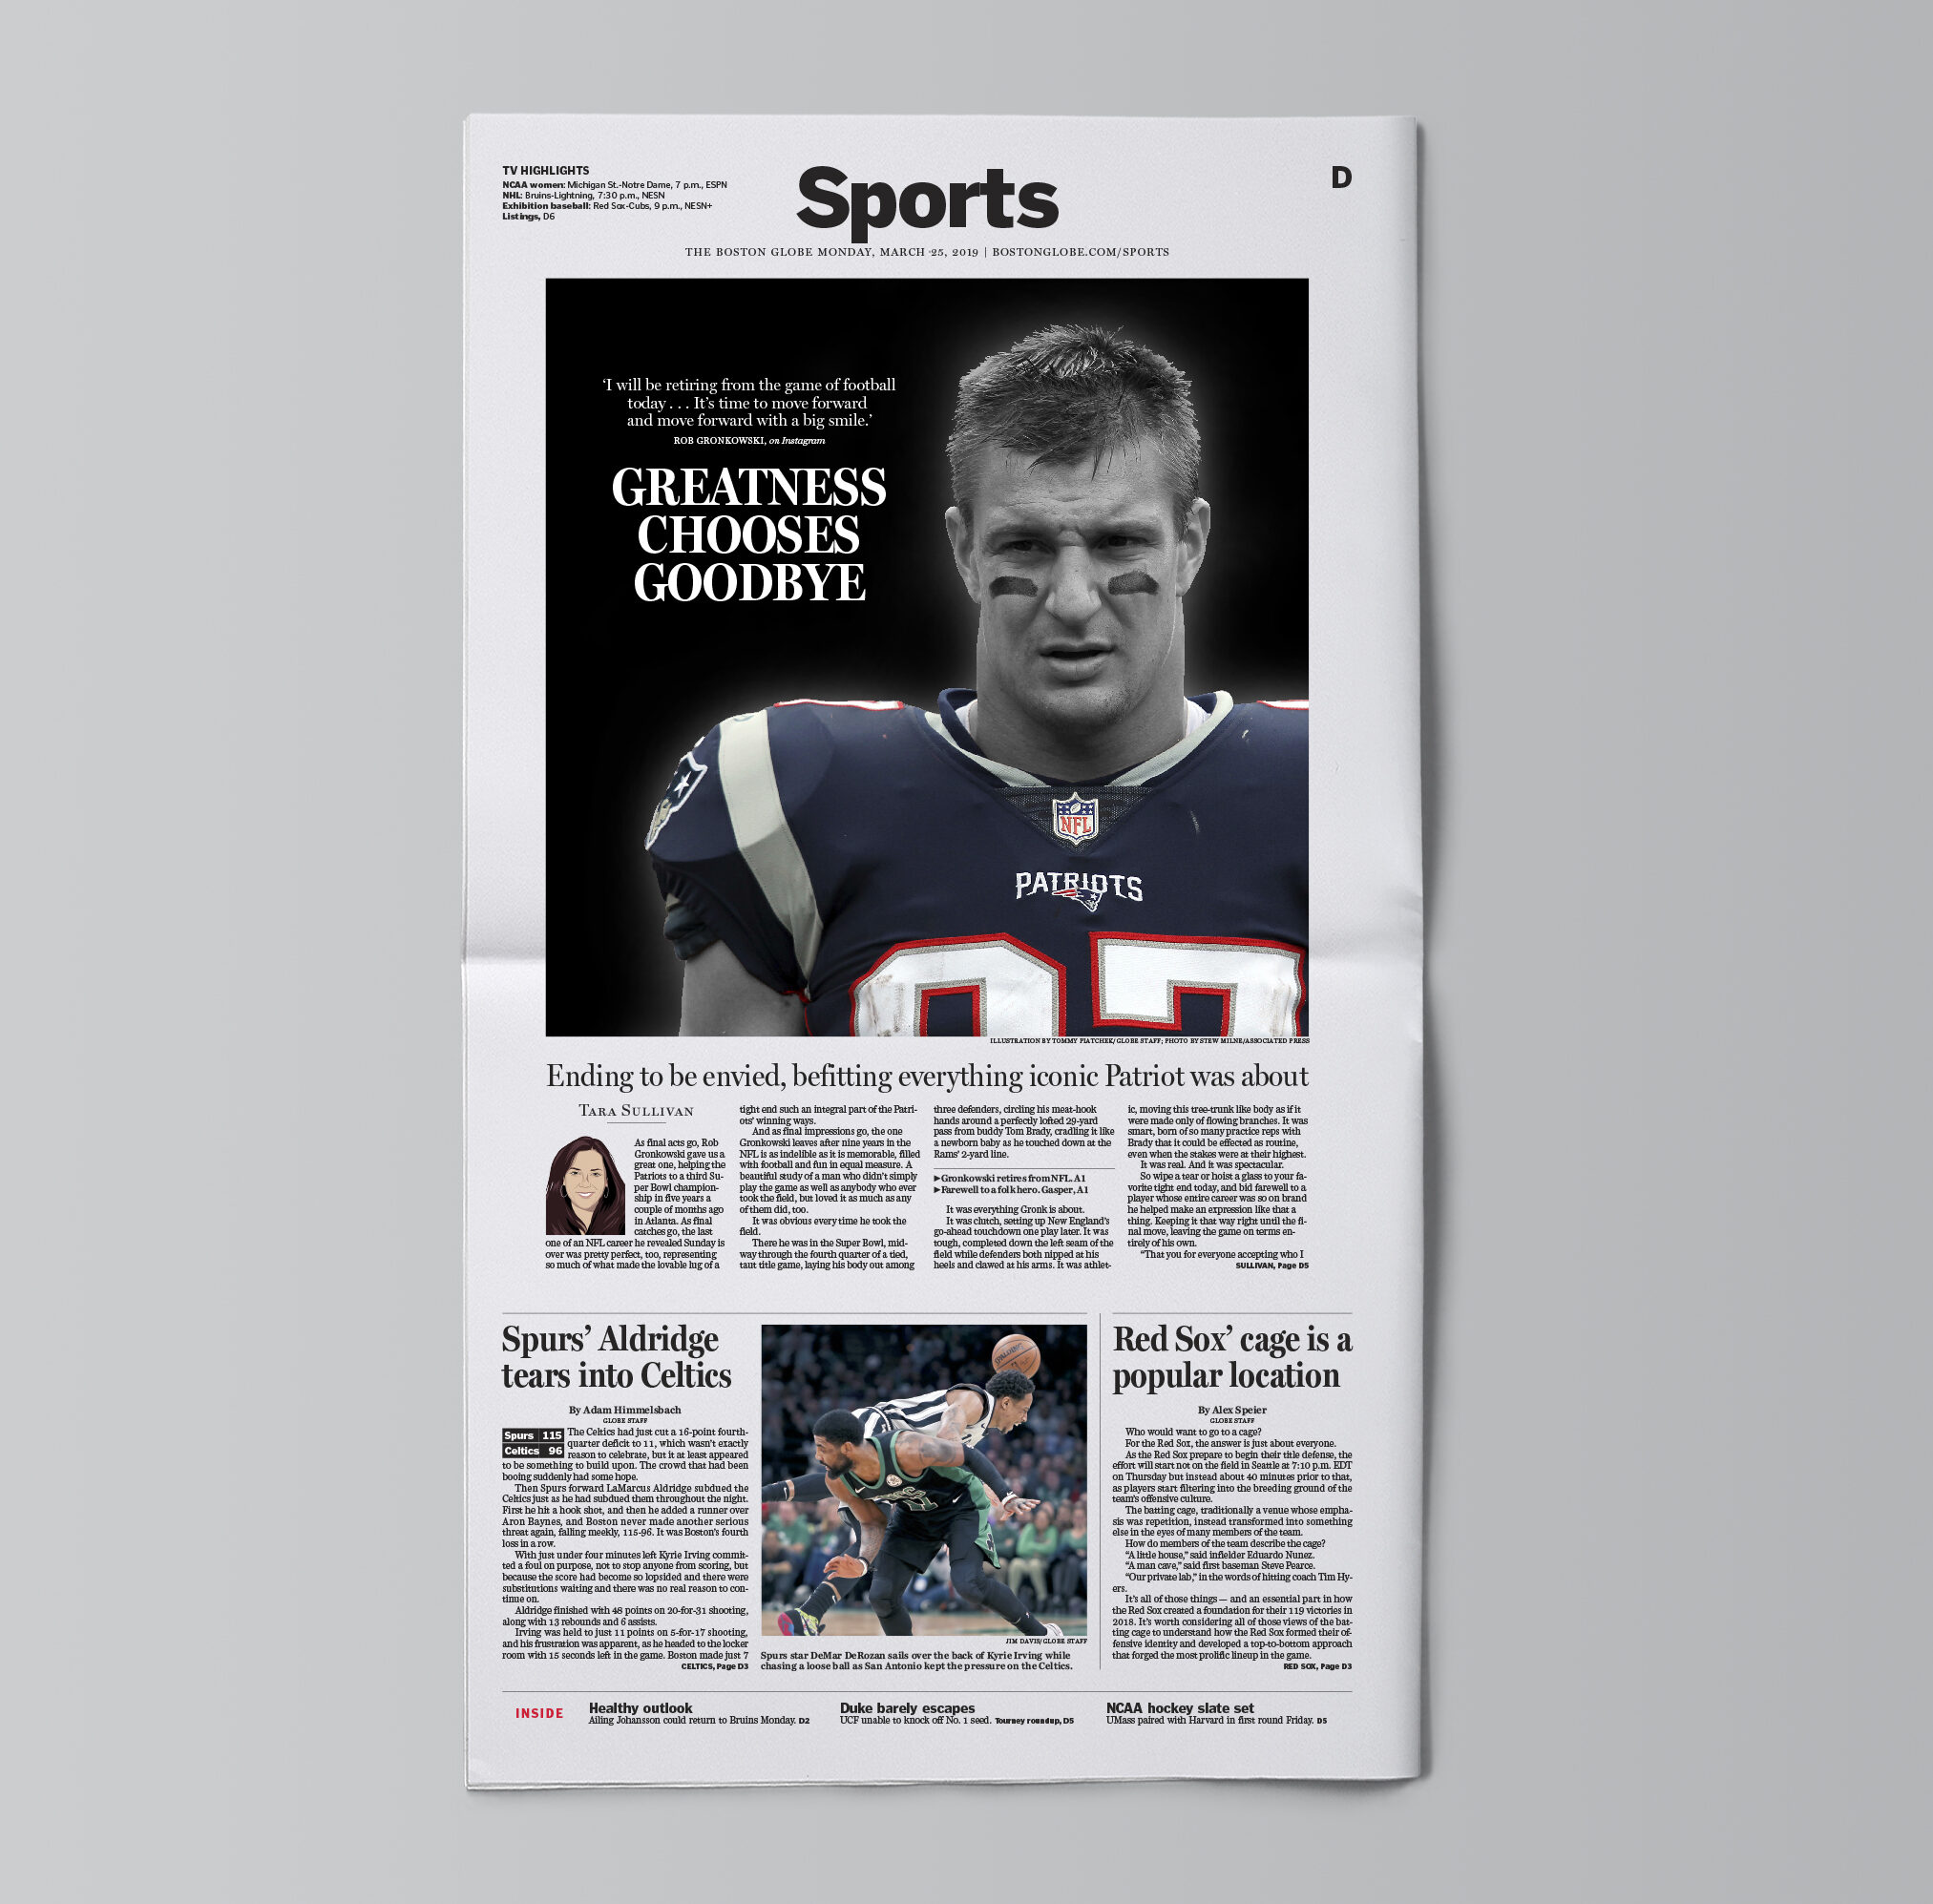 TV HIGHLIGHTS
NCAA women: Michigan St.-Notre Dame, 7 p.m., ESPN
NHL: Bruins-Lightning, 7:30 p.m., NESN
Exhibition baseball: Red Sox-Cubs, 9 p.m., NESN+
Listings, D6
Sports
D
THE BOSTON GLOBE MONDAY, MARCH 25, 2019 | BOSTONGLOBE.COM/SPORTS
‘I will be retiring from the game of football
today . . . It’s time to move forward
and move forward with a big smile.’
ROB GRONKOWSKI, on Instagram
GREATNESS
CHOOSES
GOODBYE
NFL
PATRIOTS
87
ILLUSTRATION BY TOMMY PIATCHEK/GLOBE STAFF; PHOTO BY STEW MILNE/ASSOCIATED PRESS
Ending to be envied, befitting everything iconic Patriot was about
TARA SULLIVAN
As final acts go, Rob
Gronkowski gave us a
great one, helping the
Patriots to a third Su-
per Bowl champion-
ship in five years a
couple of months ago
in Atlanta. As final
catches go, the last
one of an NFL career he revealed Sunday is
over was pretty perfect, too, representing
so much of what made the lovable lug of a
tight end such an integral part of the Patri-
ots’ winning ways.
And as final impressions go, the one
Gronkowski leaves after nine years in the
NFL is as indelible as it is memorable, filled
with football and fun in equal measure. A
beautiful study of a man who didn’t simply
play the game as well as anybody who ever
took the field, but loved it as much as any
of them did, too.
It was obvious every time he took the
field.
There he was in the Super Bowl, mid-
way through the fourth quarter of a tied,
taut title game, laying his body out among
three defenders, circling his meat-hook
hands around a perfectly lofted 29-yard
pass from buddy Tom Brady, cradling it like
a newborn baby as he touched down at the
Rams’ 2-yard line.
▶Gronkowski retires from NFL. A1
▶Farewell to a folk hero. Gasper, A1
It was everything Gronk is about.
It was clutch, setting up New England’s
go-ahead touchdown one play later. It was
tough, completed down the left seam of the
field while defenders both nipped at his
heels and clawed at his arms. It was athlet-
ic, moving this tree-trunk like body as if it
were made only of flowing branches. It was
smart, born of so many practice reps with
Brady that it could be effected as routine,
even when the stakes were at their highest.
It was real. And it was spectacular.
So wipe a tear or hoist a glass to your fa-
vorite tight end today, and bid farewell to a
player whose entire career was so on brand
he helped make an expression like that a
thing. Keeping it that way right until the fi-
nal move, leaving the game on terms en-
tirely of his own.
“That you for everyone accepting who I
SULLIVAN, Page D5
Spurs’ Aldridge
tears into Celtics
By Adam Himmelsbach
GLOBE STAFF
Spurs 115
Celtics 96
The Celtics had just cut a 16-point fourth-
quarter deficit to 11, which wasn’t exactly
reason to celebrate, but it at least appeared
to be something to build upon. The crowd that had been
booing suddenly had some hope.
Then Spurs forward LaMarcus Aldridge subdued the
Celtics just as he had subdued them throughout the night.
First he hit a hook shot, and then he added a runner over
Aron Baynes, and Boston never made another serious
threat again, falling meekly, 115-96. It was Boston’s fourth
loss in a row.
With just under four minutes left Kyrie Irving commit-
ted a foul on purpose, not to stop anyone from scoring, but
because the score had become so lopsided and there were
substitutions waiting and there was no real reason to con-
tinue on.
Aldridge finished with 48 points on 20-for-31 shooting,
along with 13 rebounds and 6 assists.
Irving was held to just 11 points on 5-for-17 shooting,
and his frustration was apparent, as he headed to the locker
room with 15 seconds left in the game. Boston made just 7
CELTICS, Page D3
SPALDING
11
JIM DAVIS/GLOBE STAFF
Spurs star DeMar DeRozan sails over the back of Kyrie Irving while
chasing a loose ball as San Antonio kept the pressure on the Celtics.
Red Sox’ cage is a
popular location
By Alex Speier
GLOBE STAFF
Who would want to go to a cage?
For the Red Sox, the answer is just about everyone.
As the Red Sox prepare to begin their title defense, the
effort will start not on the field in Seattle at 7:10 p.m. EDT
on Thursday but instead about 40 minutes prior to that,
as players start filtering into the breeding ground of the
team’s offensive culture.
The batting cage, traditionally a venue whose empha-
sis was repetition, instead transformed into something
else in the eyes of many members of the team.
How do members of the team describe the cage?
“A little house,” said infielder Eduardo Nunez.
“A man cave,” said first baseman Steve Pearce.
“Our private lab,” in the words of hitting coach Tim Hy-
ers.
It’s all of those things — and an essential part in how
the Red Sox created a foundation for their 119 victories in
2018. It’s worth considering all of those views of the bat-
ting cage to understand how the Red Sox formed their of-
fensive identity and developed a top-to-bottom approach
that forged the most prolific lineup in the game.
RED SOX, Page D3
INSIDE
Healthy outlook
Ailing Johansson could return to Bruins Monday. D2
Duke barely escapes
UCF unable to knock off No. 1 seed. Tourney roundup, D5
NCAA hockey slate set
UMass paired with Harvard in first round Friday. D5